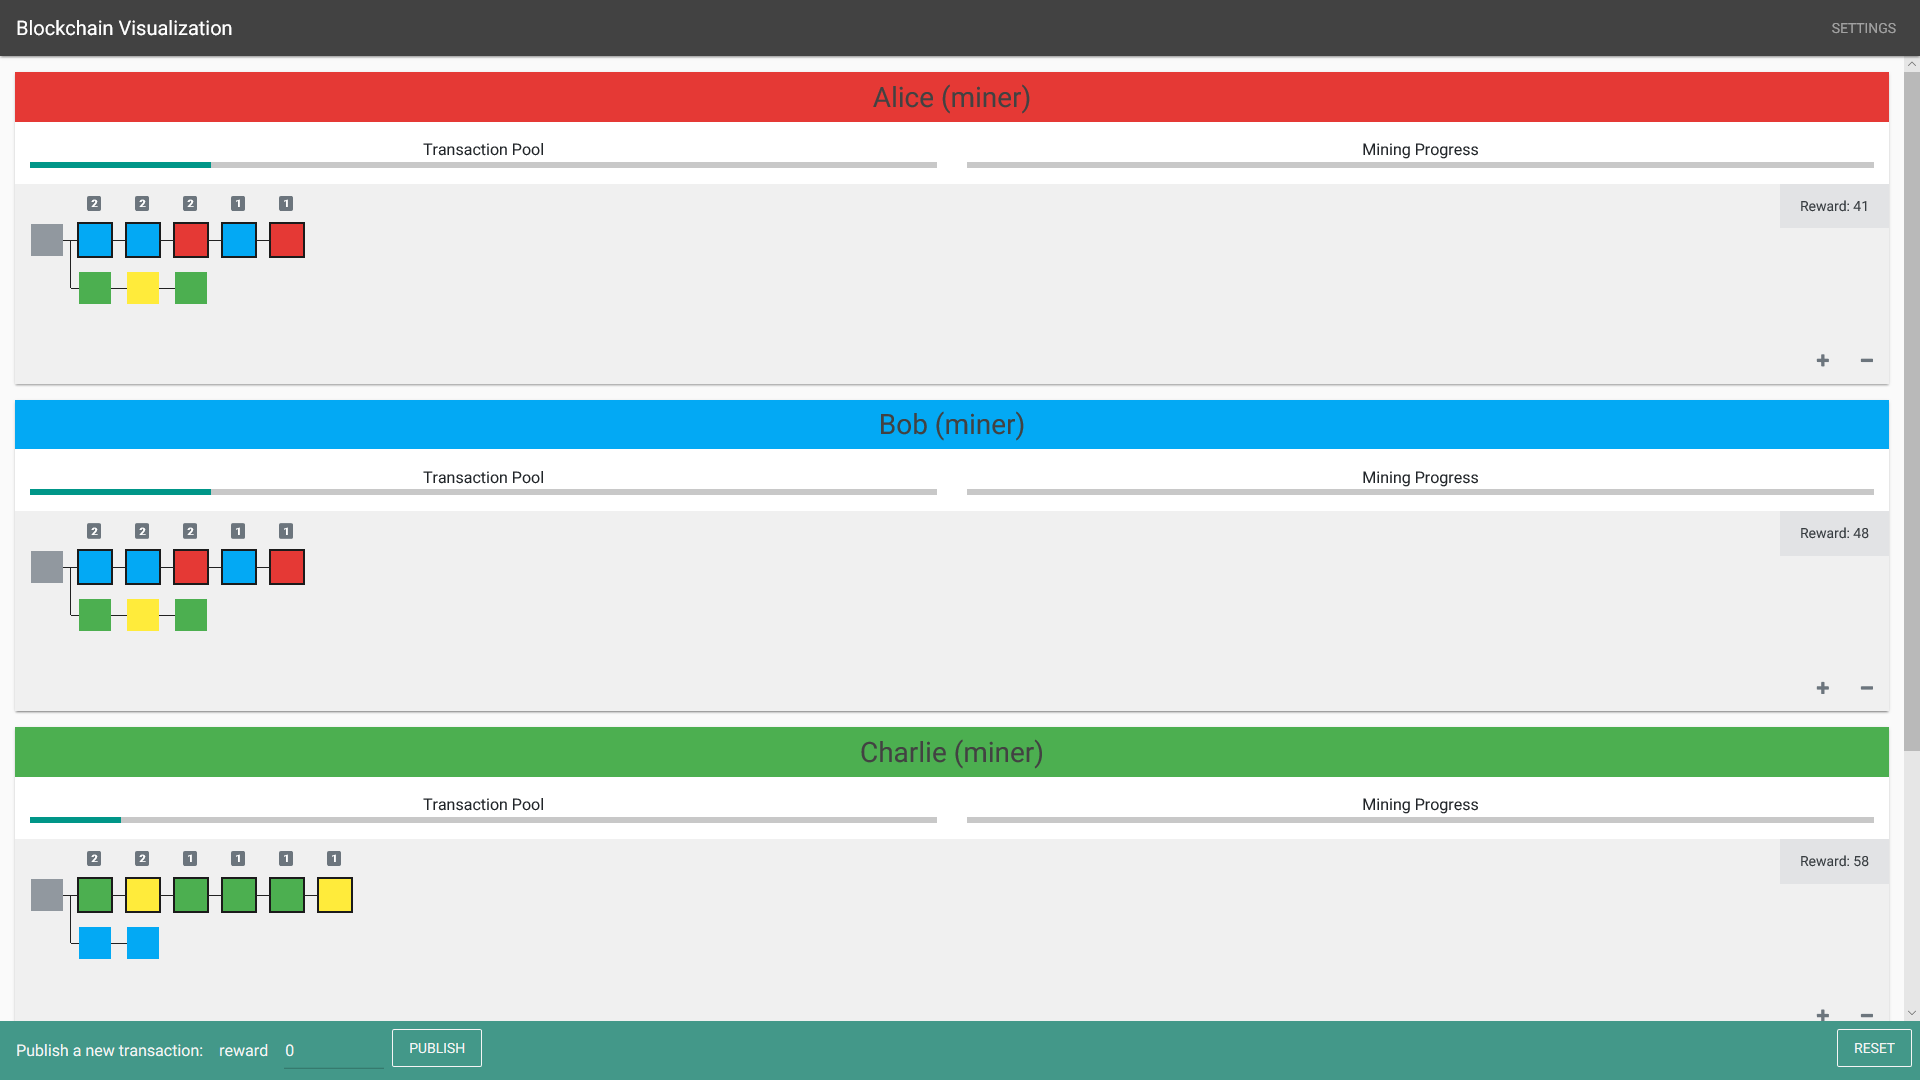 Blockchain Visualization
SETTINGS
Alice (miner)
Transaction Pool
Mining Progress
2 2 2 1 1
Reward: 41
Bob (miner)
Transaction Pool
Mining Progress
2 2 2 1 1
Reward: 48
Charlie (miner)
Transaction Pool
Mining Progress
2 2 1 1 1 1
Reward: 58
Publish a new transaction: reward 0 PUBLISH
RESET